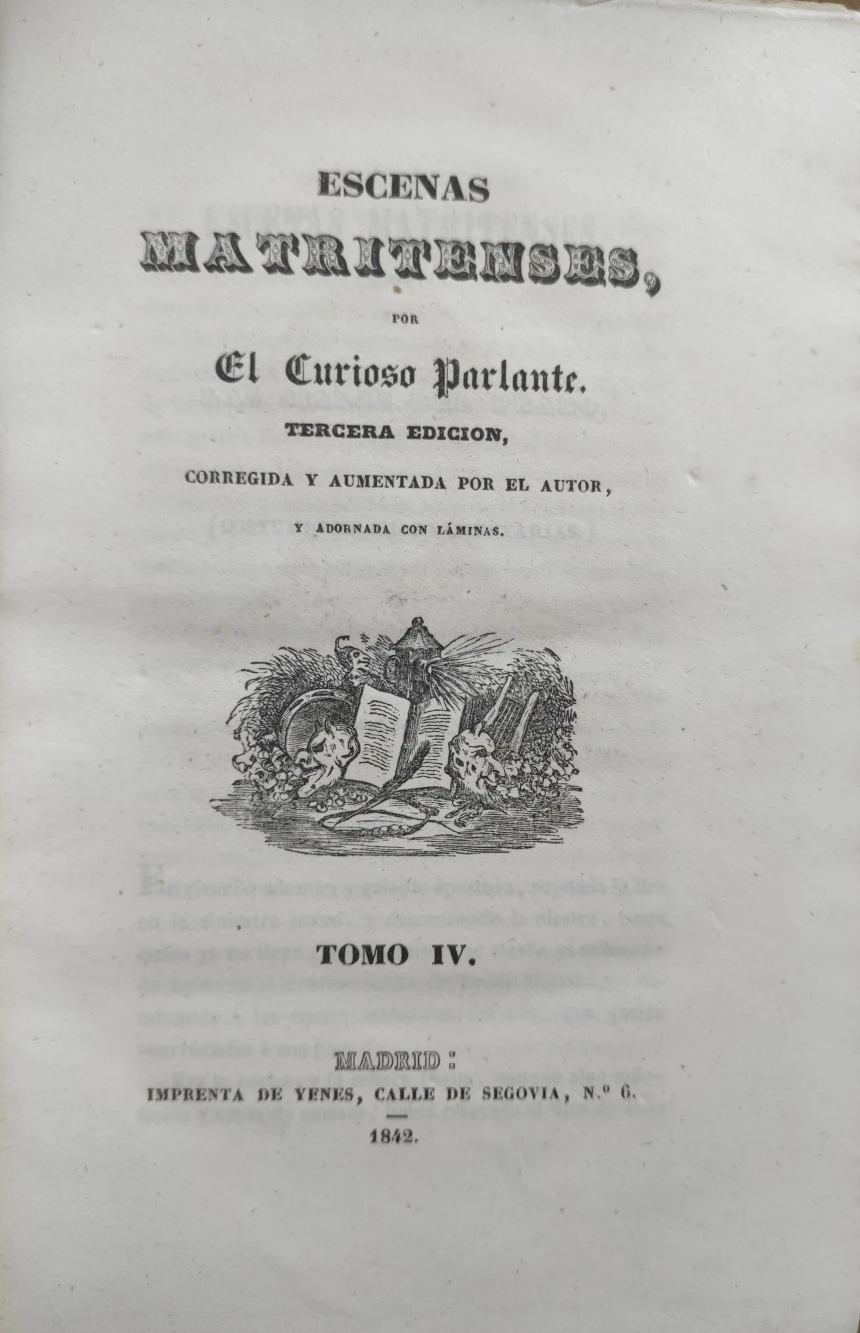 ESCENAS
MATRITENSES,
POR
El Curioso Parlante.
TERCERA EDICION,
CORREGIDA Y AUMENTADA POR EL AUTOR,
Y ADORNADA CON LÁMINAS.
TOMO IV.
MADRID:
IMPRENTA DE YENES, CALLE DE SEGOVIA, N.º 6.
1842.